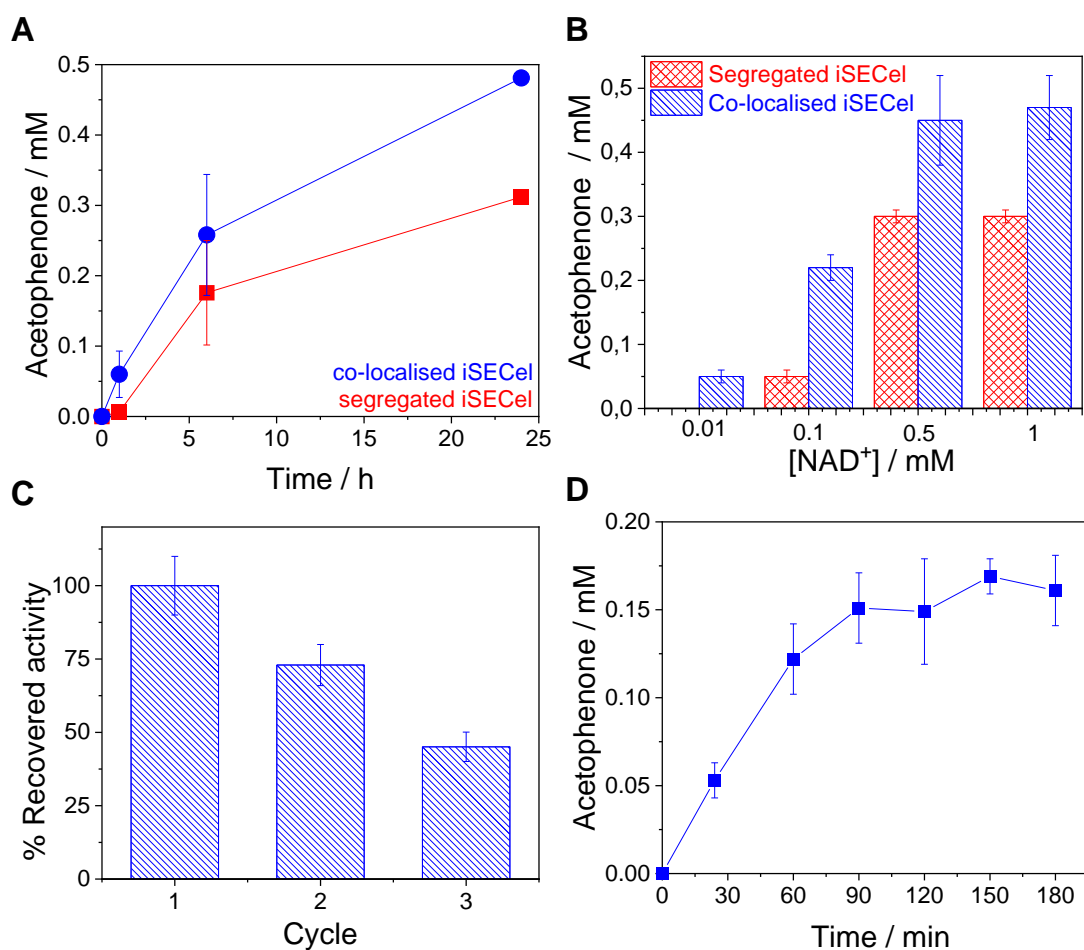 A
0.5
0.4
0.3
0.2
0.1
0.0
Acetophenone / mM
co-localised iSECel
segregated iSECel
0 5 10 15 20 25
Time / h
B
Segregated iSECel
Co-localised iSECel
0,5
0,4
0,3
0,2
0,1
0,0
Acetophenone / mM
0.01 0.1 0.5 1
[NAD⁺] / mM
C
100
75
50
25
0
% Recovered activity
1 2 3
Cycle
D
0.20
0.15
0.10
0.05
0.00
Acetophenone / mM
0 30 60 90 120 150 180
Time / min